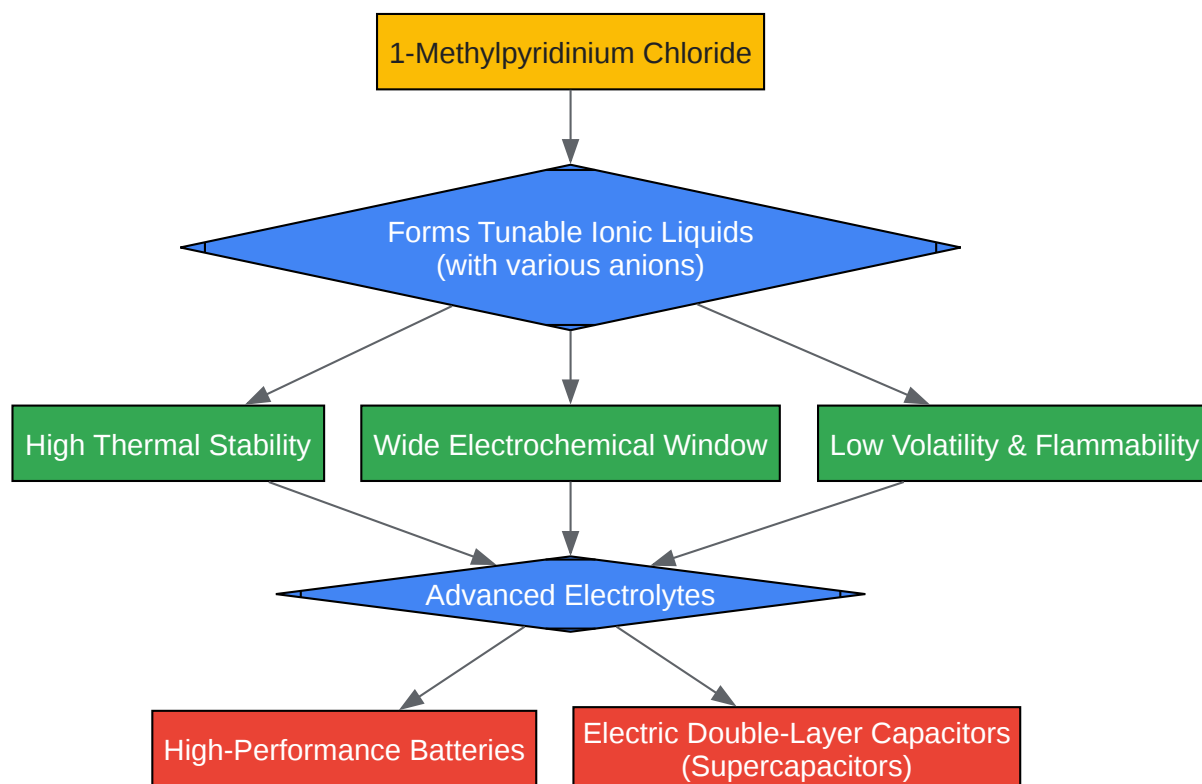 1-Methylpyridinium Chloride
Forms Tunable Ionic Liquids
(with various anions)
High Thermal Stability
Wide Electrochemical Window
Low Volatility & Flammability
Advanced Electrolytes
High-Performance Batteries
Electric Double-Layer Capacitors
(Supercapacitors)